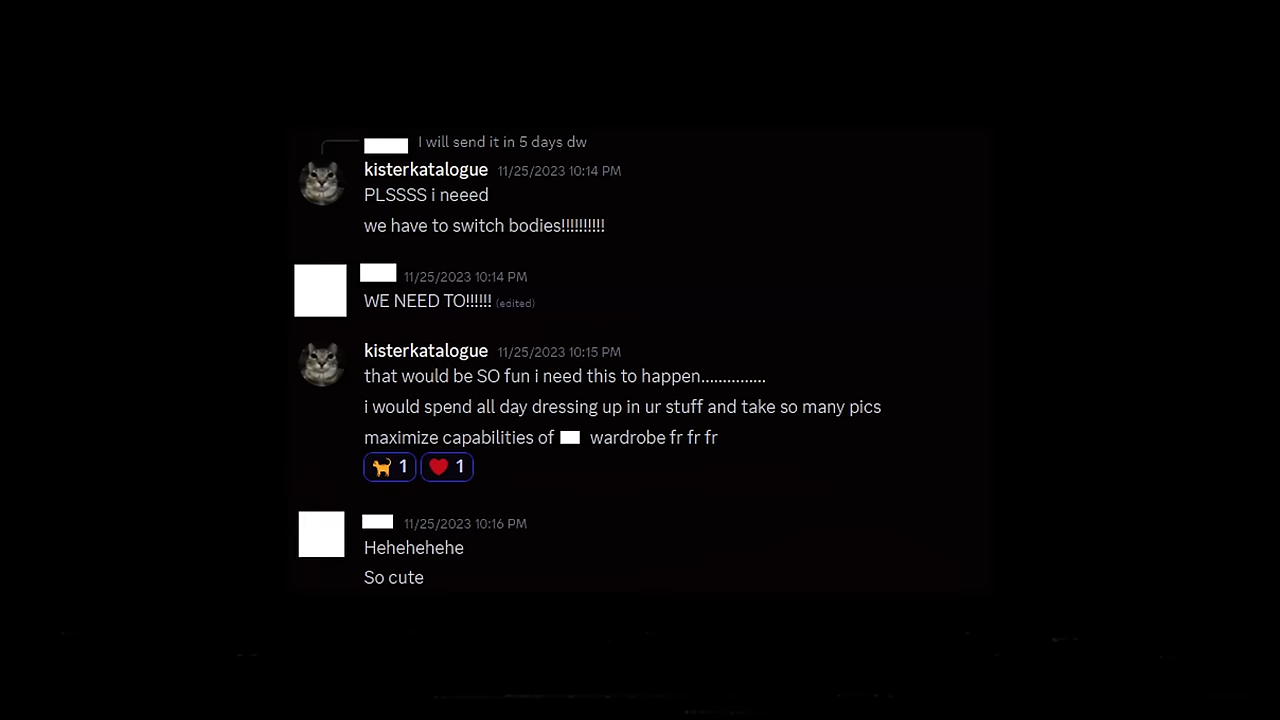 I will send it in 5 days dw
kisterkatalogue 11/25/2023 10:14 PM
PLSSSS i neeed
we have to switch bodies!!!!!!!!!!
11/25/2023 10:14 PM
WE NEED TO!!!!!! (edited)
kisterkatalogue 11/25/2023 10:15 PM
that would be SO fun i need this to happen...............
i would spend all day dressing up in ur stuff and take so many pics
maximize capabilities of wardrobe fr fr fr
1 1
11/25/2023 10:16 PM
Hehehehehe
So cute